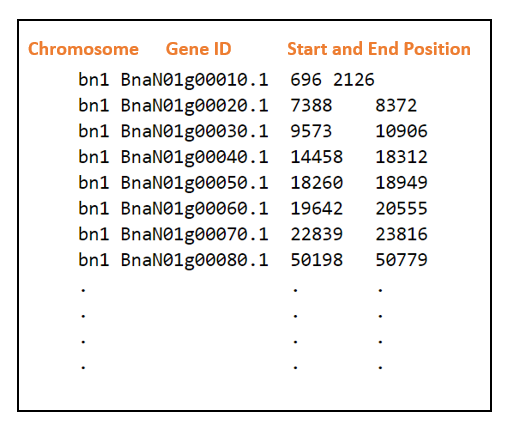 Chromosome Gene ID Start and End Position
bn1 BnaN01g00010.1 696 2126
bn1 BnaN01g00020.1 7388 8372
bn1 BnaN01g00030.1 9573 10906
bn1 BnaN01g00040.1 14458 18312
bn1 BnaN01g00050.1 18260 18949
bn1 BnaN01g00060.1 19642 20555
bn1 BnaN01g00070.1 22839 23816
bn1 BnaN01g00080.1 50198 50779
. . .
. . .
. . .
. . .